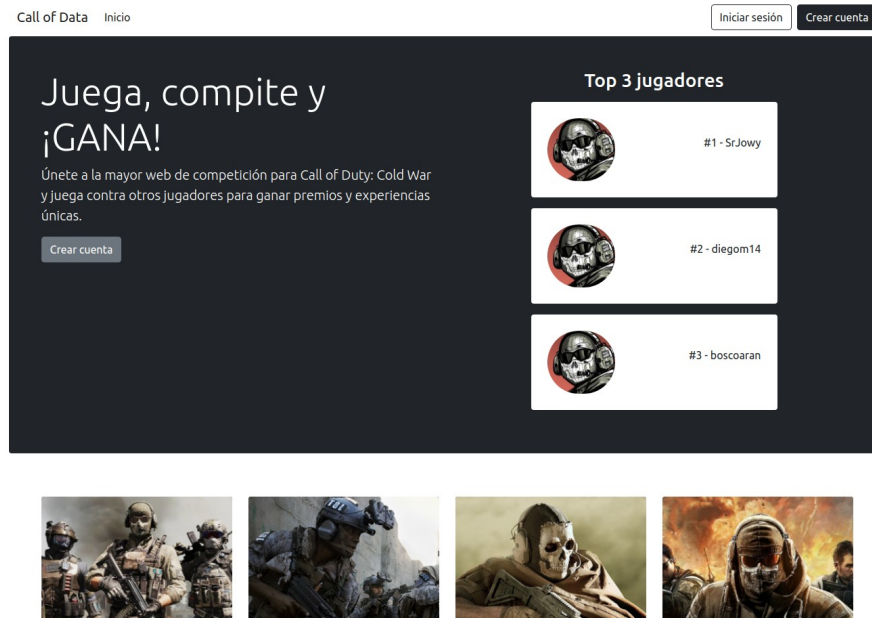 Call of Data Inicio Iniciar sesión Crear cuenta
Juega, compite y
¡GANA!
Únete a la mayor web de competición para Call of Duty: Cold War
y juega contra otros jugadores para ganar premios y experiencias
únicas.
Crear cuenta
Top 3 jugadores
#1 - SrJowy
#2 - diegom14
#3 - boscoaran